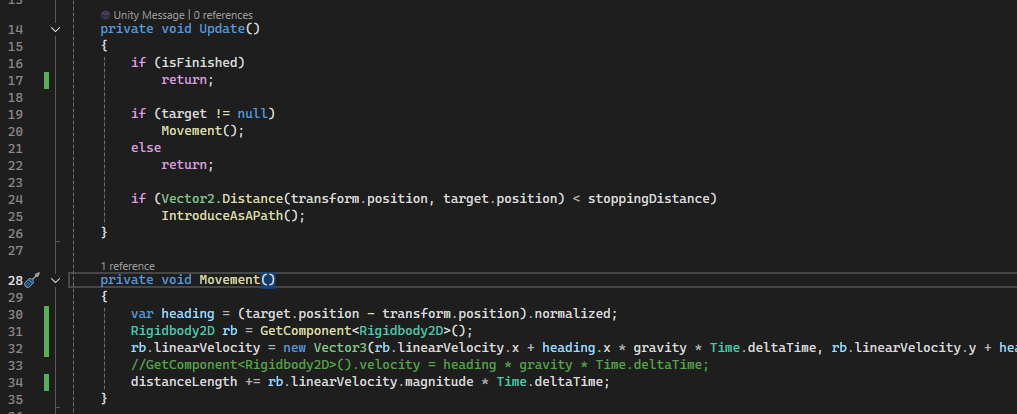 13
Unity Message | 0 references
14 private void Update()
15 {
16 if (isFinished)
17 return;
18
19 if (target != null)
20 Movement();
21 else
22 return;
23
24 if (Vector2.Distance(transform.position, target.position) < stoppingDistance)
25 IntroduceAsAPath();
26 }
27
1 reference
28 private void Movement()
29 {
30 var heading = (target.position - transform.position).normalized;
31 Rigidbody2D rb = GetComponent<Rigidbody2D>();
32 rb.linearVelocity = new Vector3(rb.linearVelocity.x + heading.x * gravity * Time.deltaTime, rb.linearVelocity.y + hea
33 //GetComponent<Rigidbody2D>().velocity = heading * gravity * Time.deltaTime;
34 distanceLength += rb.linearVelocity.magnitude * Time.deltaTime;
35 }